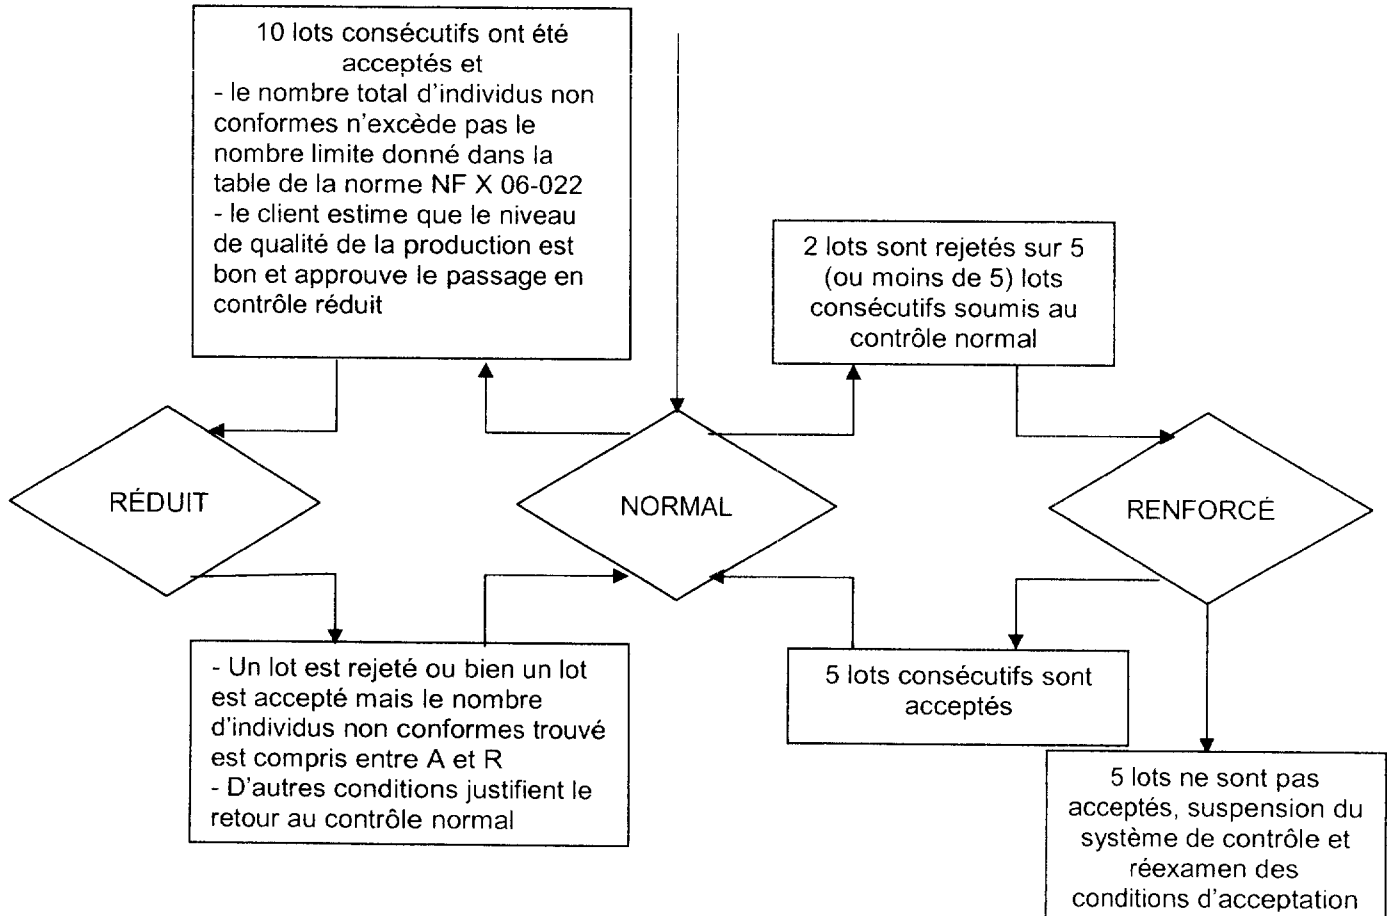 10 lots consécutifs ont été
acceptés et
- le nombre total d'individus non
conformes n'excède pas le
nombre limite donné dans la
table de la norme NF X 06-022
- le client estime que le niveau
de qualité de la production est
bon et approuve le passage en
contrôle réduit
2 lots sont rejetés sur 5
(ou moins de 5) lots
consécutifs soumis au
contrôle normal
RÉDUIT
NORMAL
RENFORCÉ
- Un lot est rejeté ou bien un lot
est accepté mais le nombre
d'individus non conformes trouvé
est compris entre A et R
- D'autres conditions justifient le
retour au contrôle normal
5 lots consécutifs sont
acceptés
5 lots ne sont pas
acceptés, suspension du
système de contrôle et
réexamen des
conditions d'acceptation